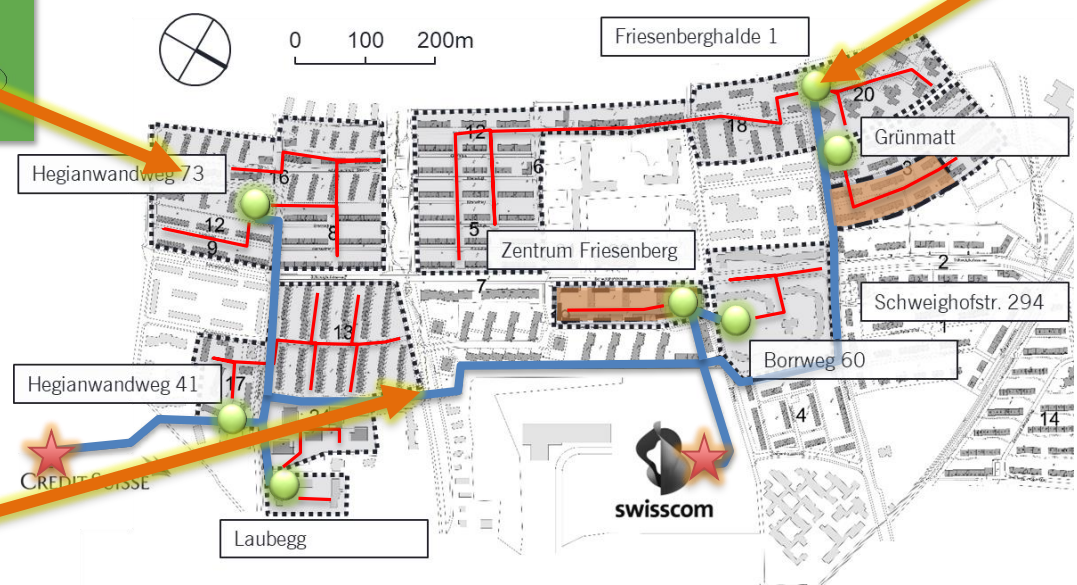 0 100 200m
Friesenberghalde 1
20
12
18
Grünmatt
3
Hegianwandweg 73
16
6
12
9
8
5
Zentrum Friesenberg
2
7
Schweighofstr. 294
1
13
Borrweg 60
Hegianwandweg 41
17
4
14
CREDIT SUISSE
swisscom
Laubegg